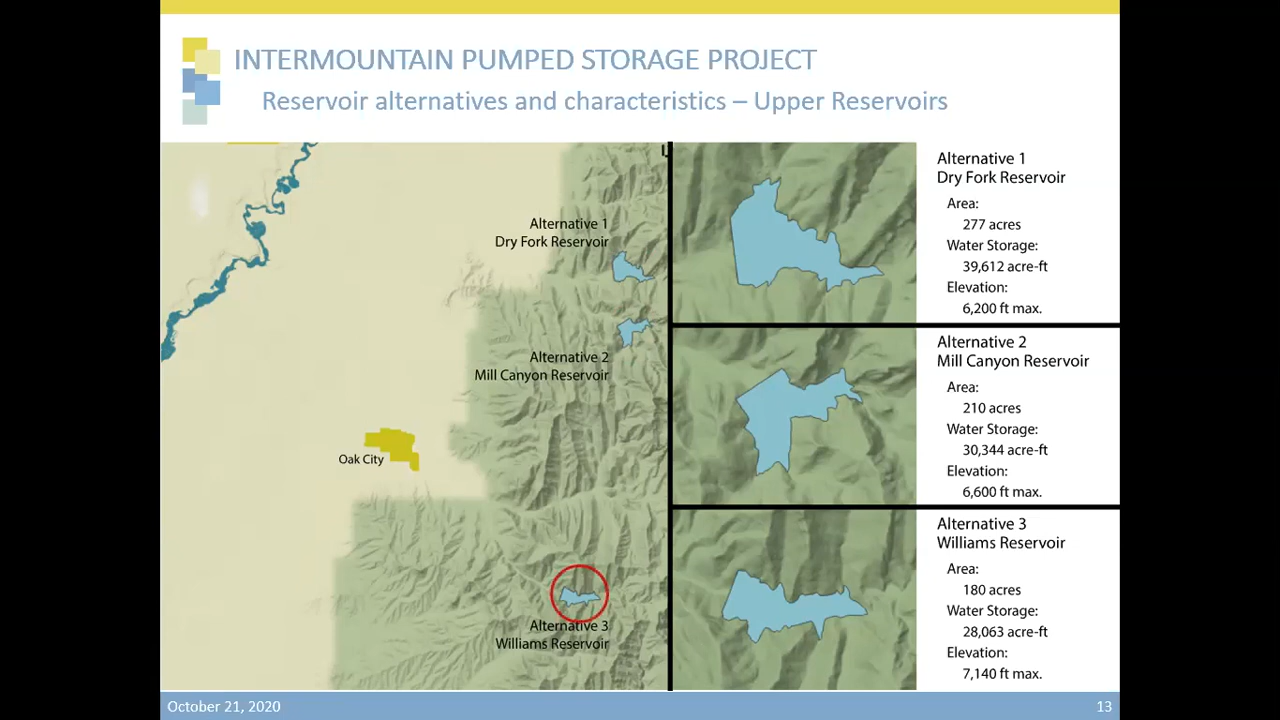 INTERMOUNTAIN PUMPED STORAGE PROJECT
Reservoir alternatives and characteristics – Upper Reservoirs
Alternative 1
Dry Fork Reservoir
Alternative 2
Mill Canyon Reservoir
Oak City
Alternative 3
Williams Reservoir
Alternative 1
Dry Fork Reservoir
Area:
277 acres
Water Storage:
39,612 acre-ft
Elevation:
6,200 ft max.
Alternative 2
Mill Canyon Reservoir
Area:
210 acres
Water Storage:
30,344 acre-ft
Elevation:
6,600 ft max.
Alternative 3
Williams Reservoir
Area:
180 acres
Water Storage:
28,063 acre-ft
Elevation:
7,140 ft max.
October 21, 2020
13